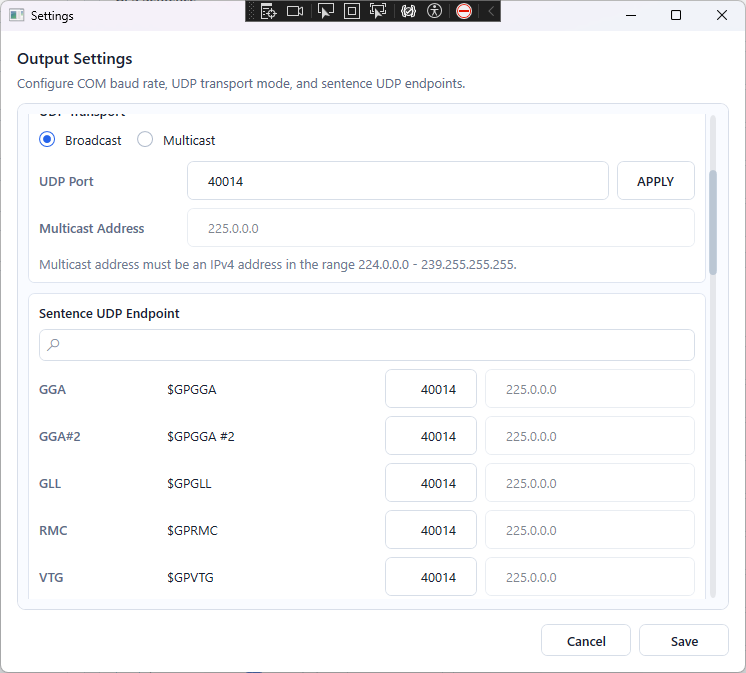 Settings
Output Settings
Configure COM baud rate, UDP transport mode, and sentence UDP endpoints.
UDP Transport
Broadcast Multicast
UDP Port 40014 APPLY
Multicast Address 225.0.0.0
Multicast address must be an IPv4 address in the range 224.0.0.0 - 239.255.255.255.
Sentence UDP Endpoint
GGA $GPGGA 40014 225.0.0.0
GGA#2 $GPGGA #2 40014 225.0.0.0
GLL $GPGLL 40014 225.0.0.0
RMC $GPRMC 40014 225.0.0.0
VTG $GPVTG 40014 225.0.0.0
Cancel Save